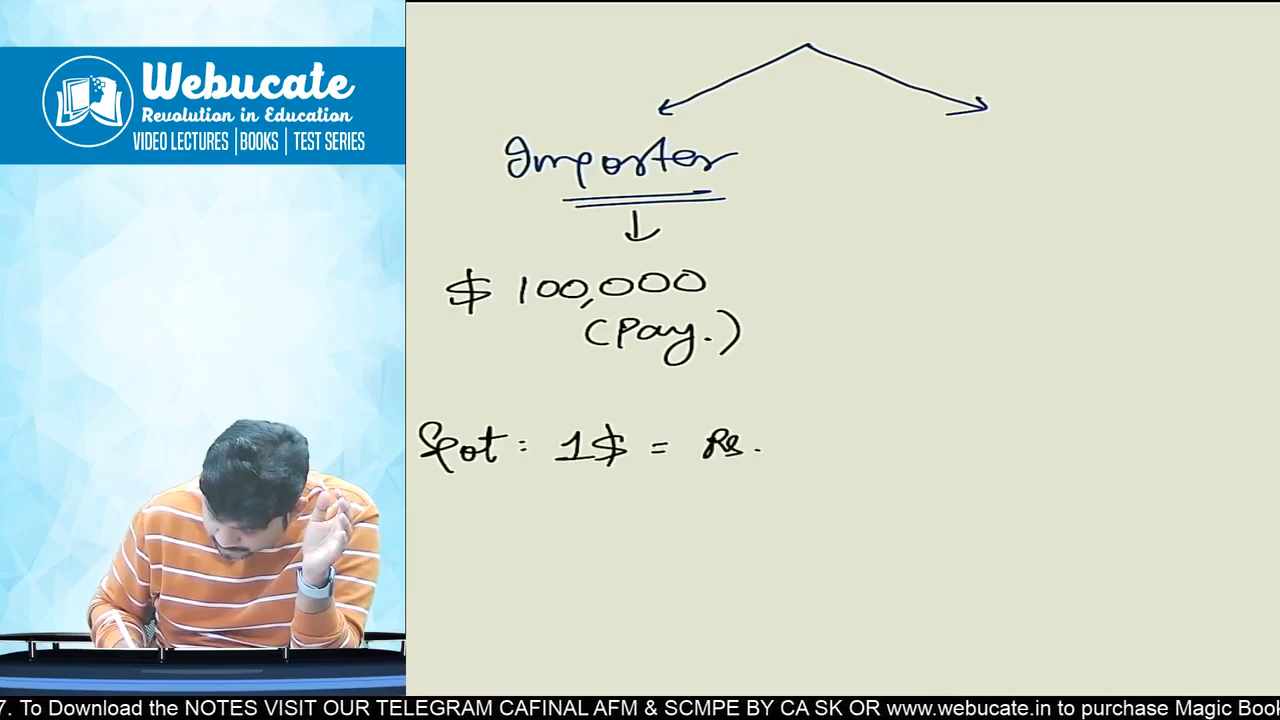 Webucate
Revolution in Education
VIDEO LECTURES | BOOKS | TEST SERIES
Importer
$ 100,000
(Pay.)
Spot : 1$ = Rs.
7. To Download the NOTES VISIT OUR TELEGRAM CAFINAL AFM & SCMPE BY CA SK OR www.webucate.in to purchase Magic Book